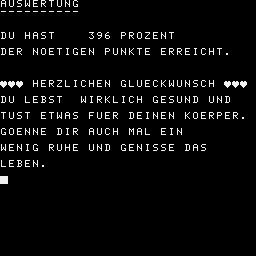 AUSWERTUNG
----------
DU HAST    396 PROZENT
DER NOETIGEN PUNKTE ERREICHT.
♥♥♥ HERZLICHEN GLUECKWUNSCH ♥♥♥
DU LEBST  WIRKLICH GESUND UND
TUST ETWAS FUER DEINEN KOERPER.
GOENNE DIR AUCH MAL EIN
WENIG RUHE UND GENISSE DAS
LEBEN.